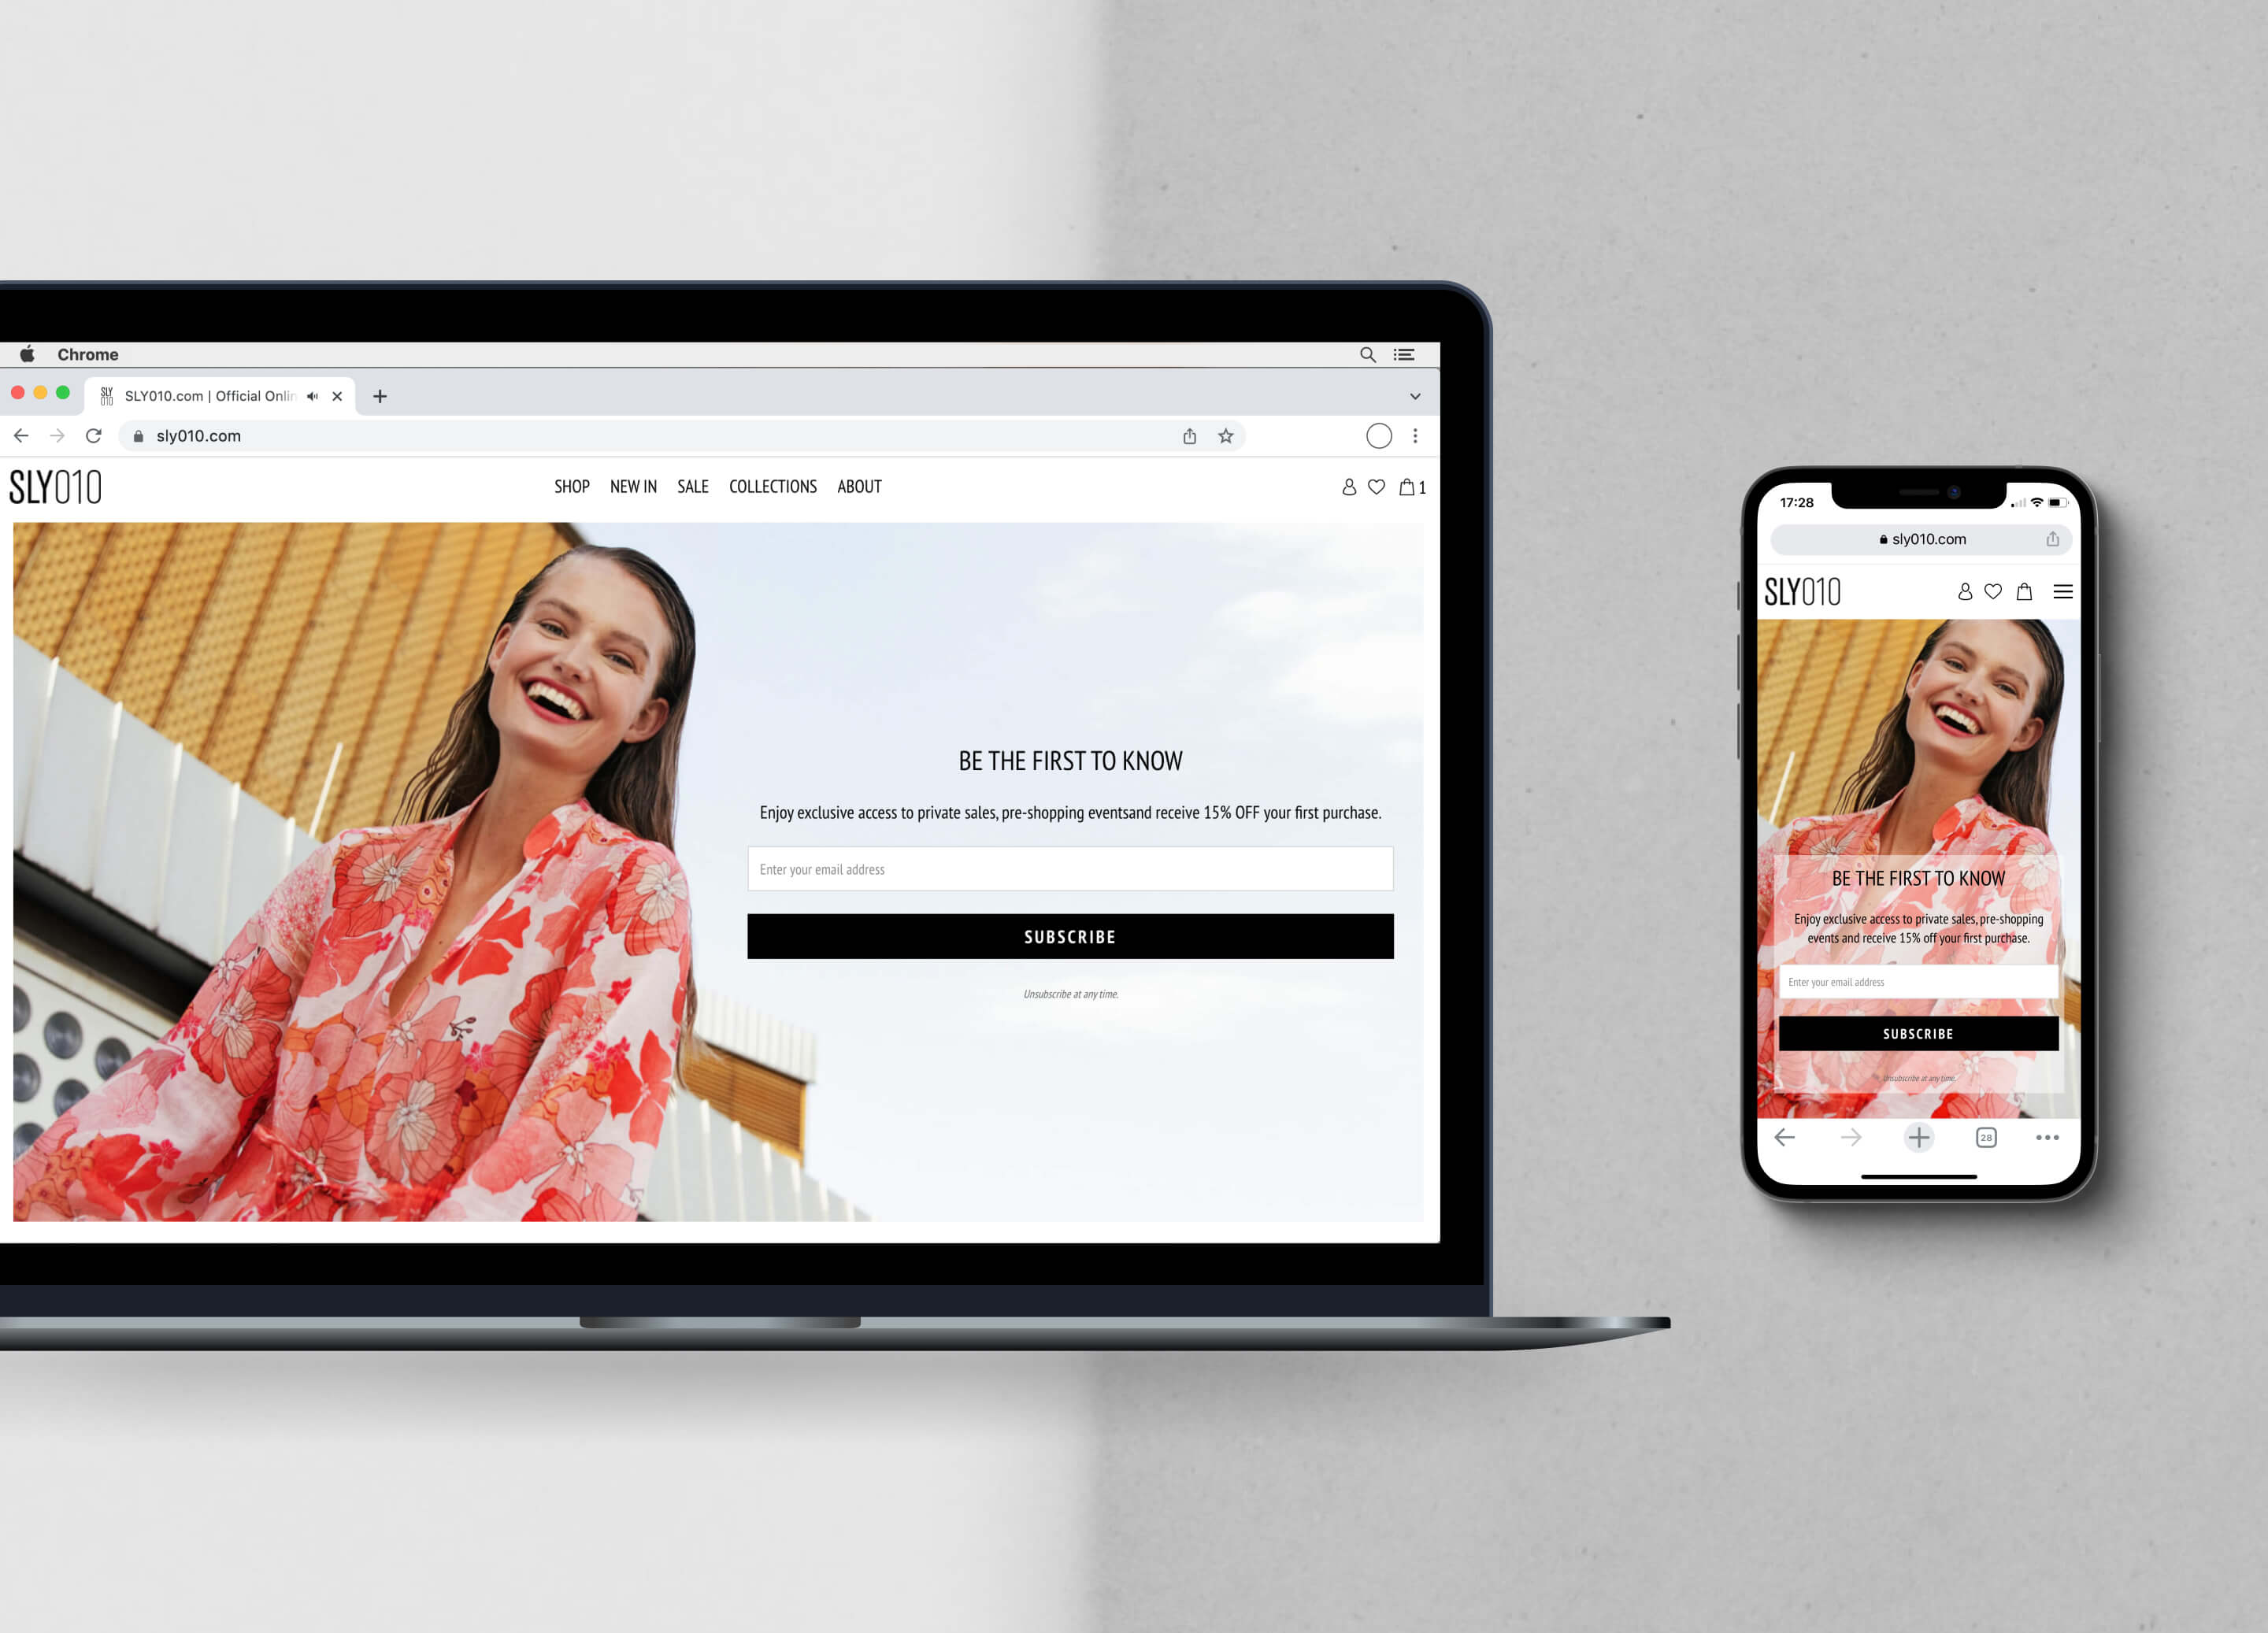 Chrome
SLY010.com | Official Onlin
sly010.com
SLY010
SHOP NEW IN SALE COLLECTIONS ABOUT
1
BE THE FIRST TO KNOW
Enjoy exclusive access to private sales, pre-shopping eventsand receive 15% OFF your first purchase.
Enter your email address
SUBSCRIBE
Unsubscribe at any time.
17:28
sly010.com
SLY010
BE THE FIRST TO KNOW
Enjoy exclusive access to private sales, pre-shopping
events and receive 15% off your first purchase.
Enter your email address
SUBSCRIBE
Unsubscribe at any time.
28